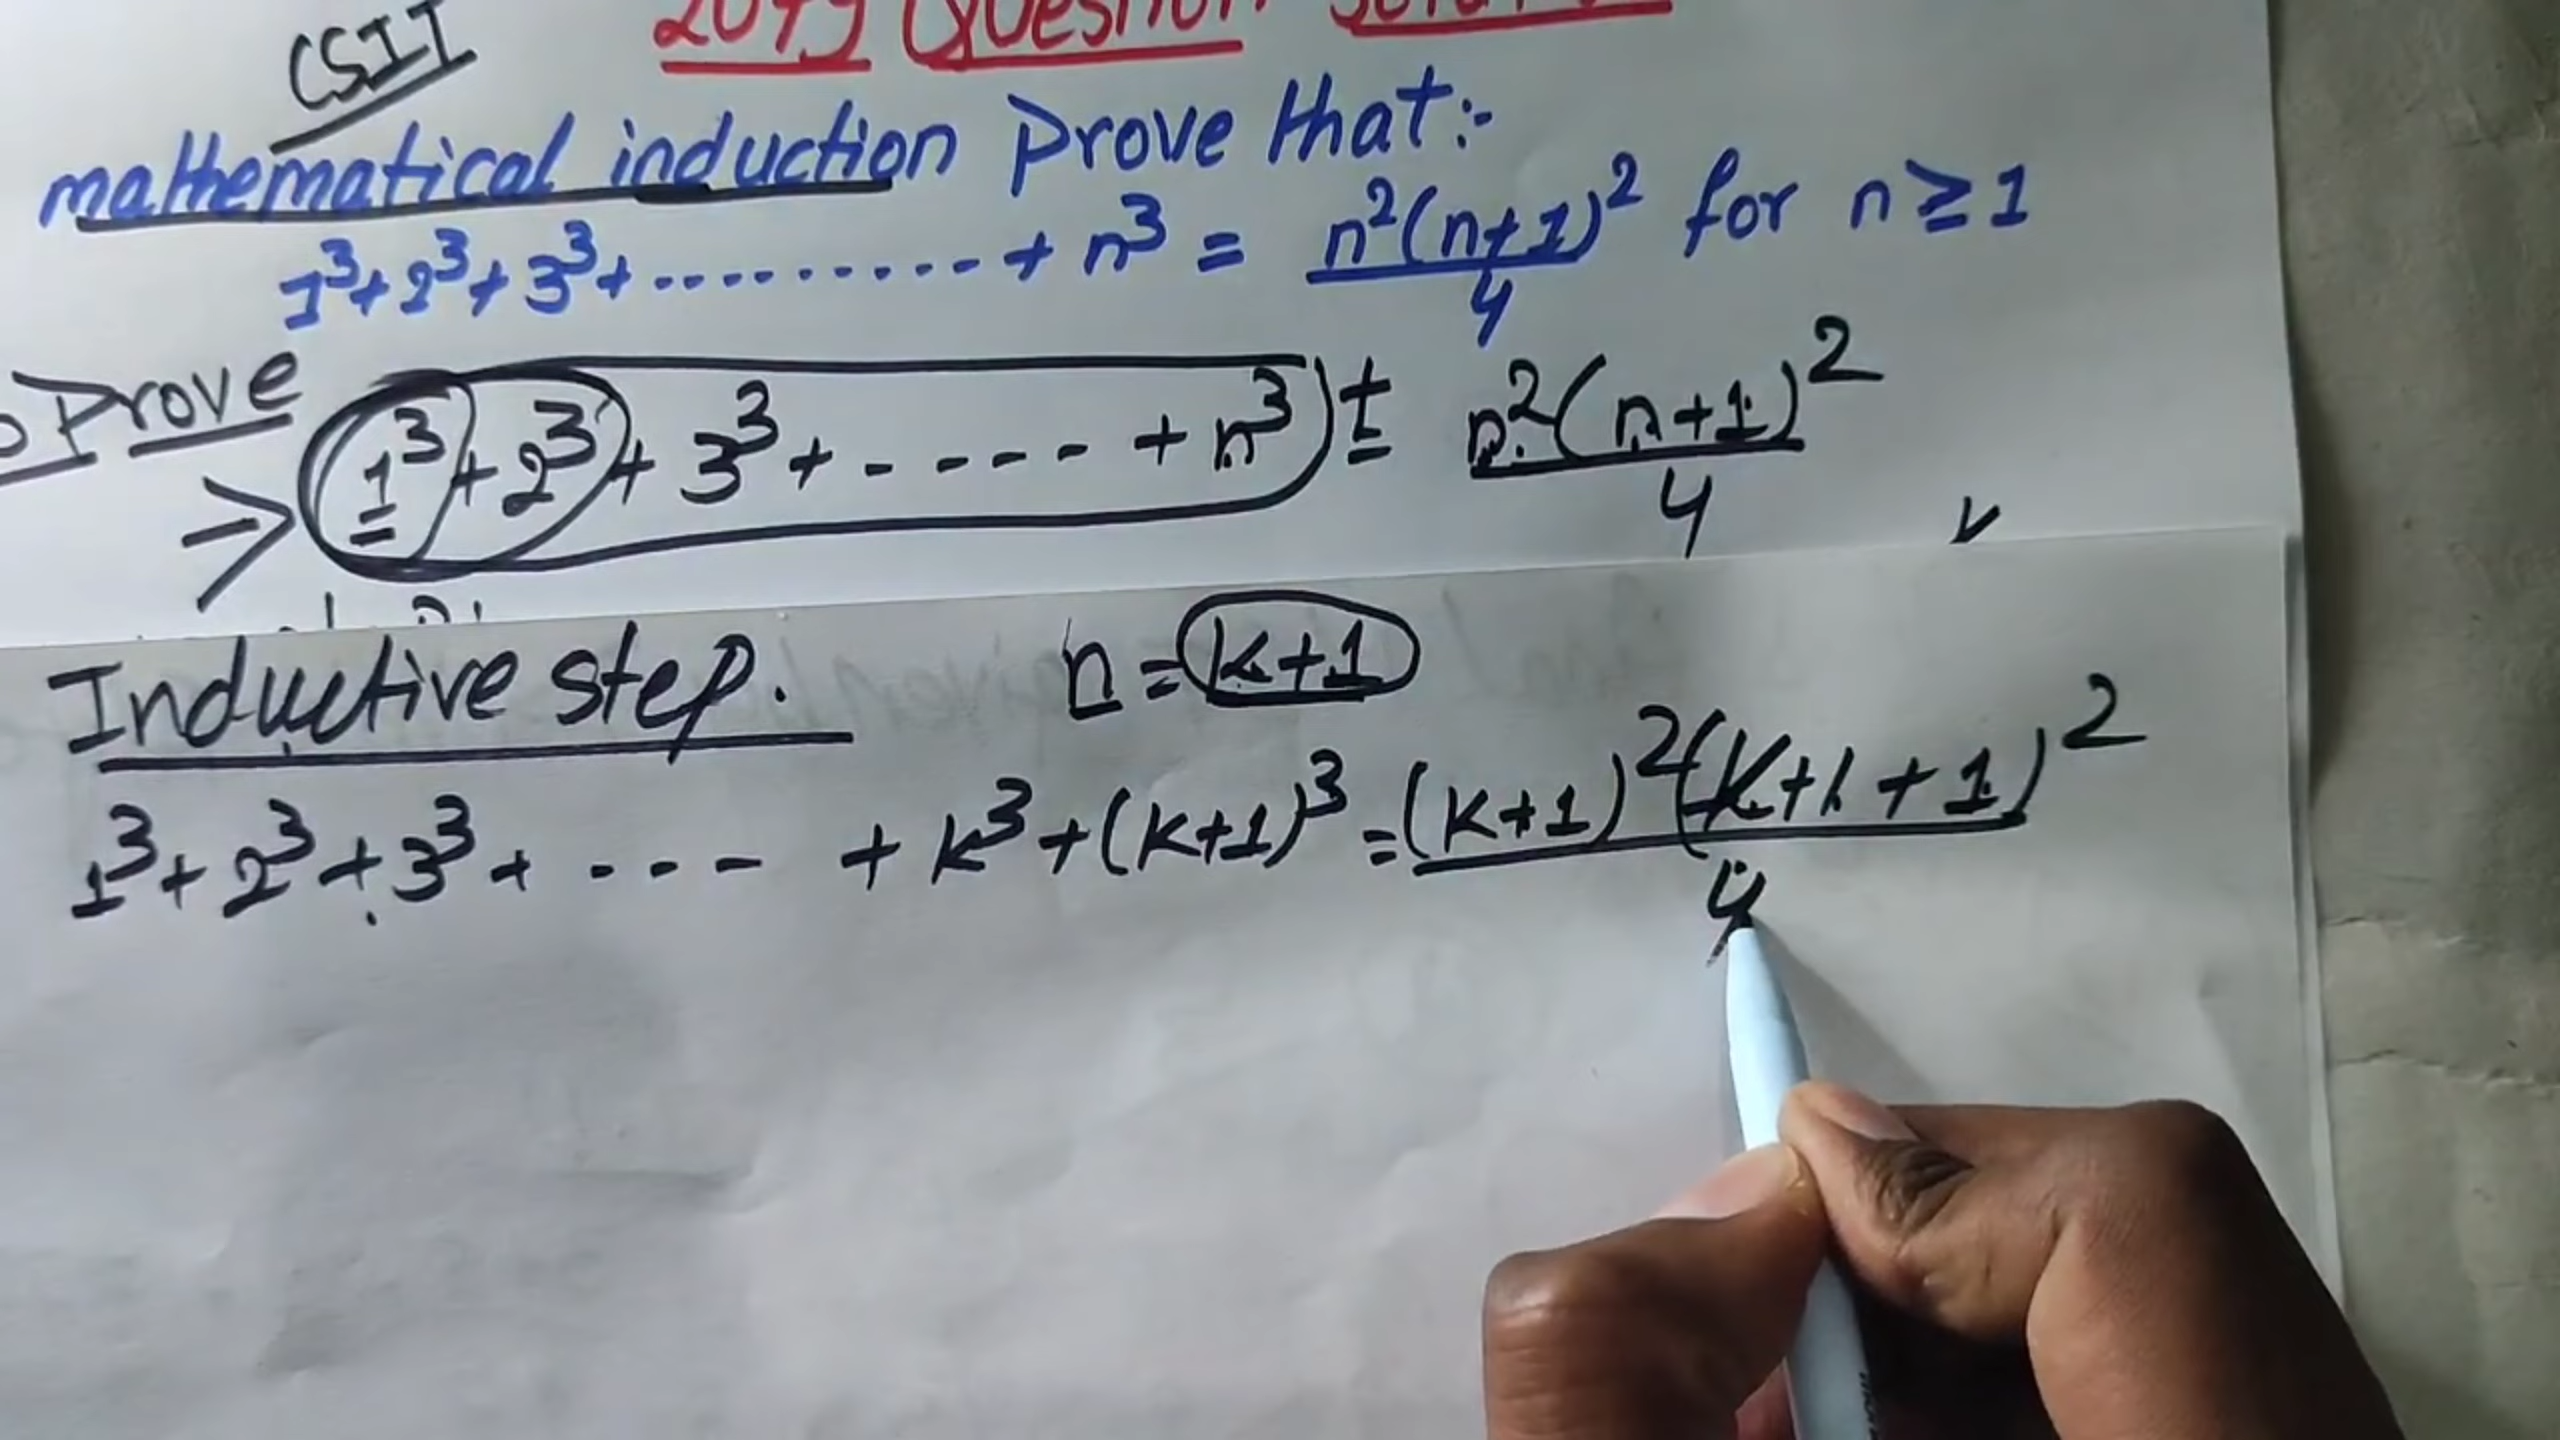 CSIT
2079 Question
mathematical induction prove that:-
1³+2³+3³+..........+ n³ = n²(n+1)²/4 for n ≥ 1
Prove
=> 1³+2³+3³+-----+n³ = n²(n+1)²/4
Inductive step. n = k+1
1³+2³+3³+--- + k³+(k+1)³ = (k+1)²(k+1+1)²/4